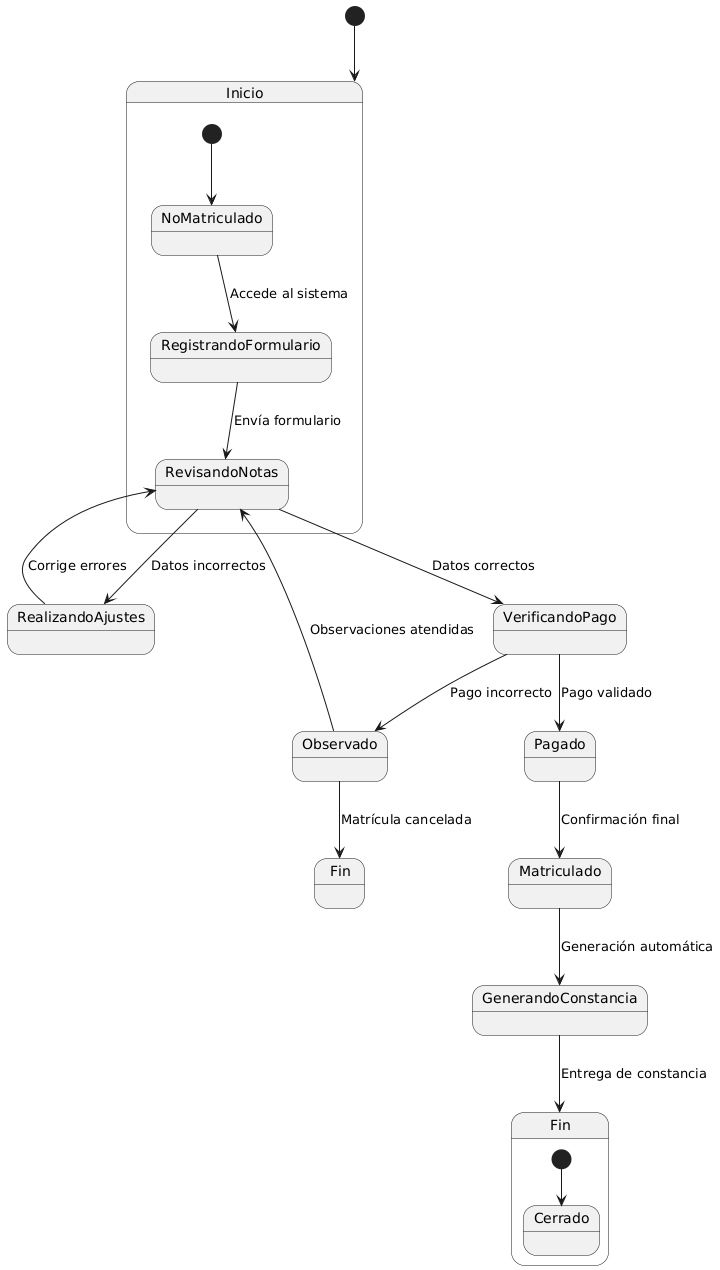 Inicio
NoMatriculado
Accede al sistema
RegistrandoFormulario
Envía formulario
RevisandoNotas
Corrige errores
Datos incorrectos
Datos correctos
RealizandoAjustes
VerificandoPago
Observaciones atendidas
Pago incorrecto
Pago validado
Observado
Pagado
Matrícula cancelada
Confirmación final
Fin
Matriculado
Generación automática
GenerandoConstancia
Entrega de constancia
Fin
Cerrado